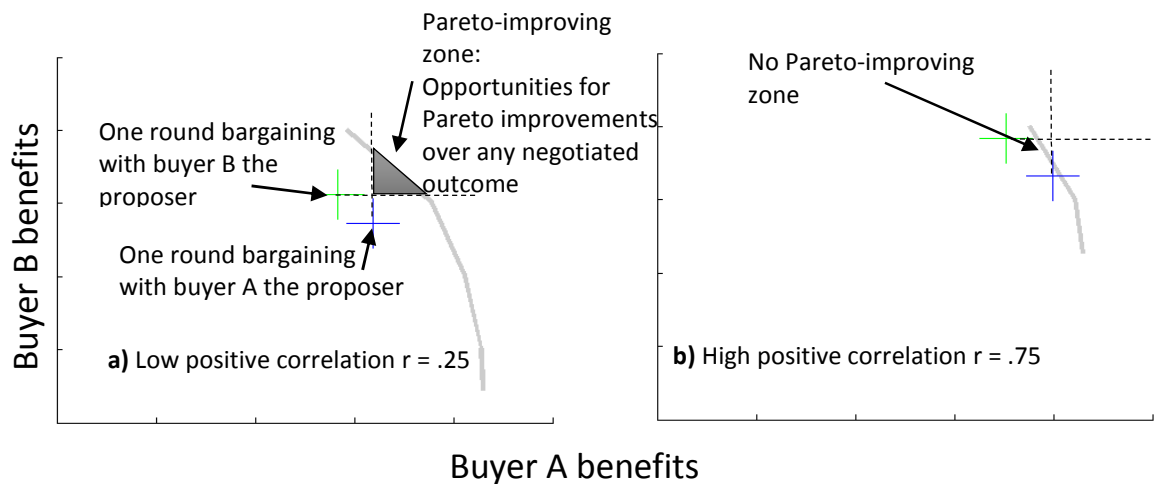 Pareto-improving
zone:
Opportunities for
Pareto improvements
over any negotiated
outcome
One round bargaining
with buyer B the
proposer
One round bargaining
with buyer A the proposer
a) Low positive correlation r = .25
No Pareto-improving
zone
b) High positive correlation r = .75
Buyer B benefits
Buyer A benefits